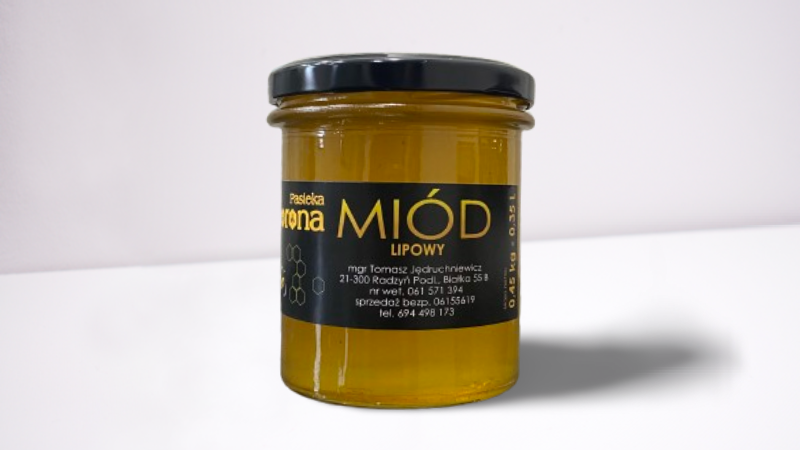 Pasieka
orona
MIÓD
LIPOWY
mgr Tomasz Jędruchniewicz
21-300 Radzyń Podl., Białka 55 B
nr wet. 061 571 394
sprzedaż bezp. 06155619
tel. 694 498 173
0,45 kg - 0,35 L